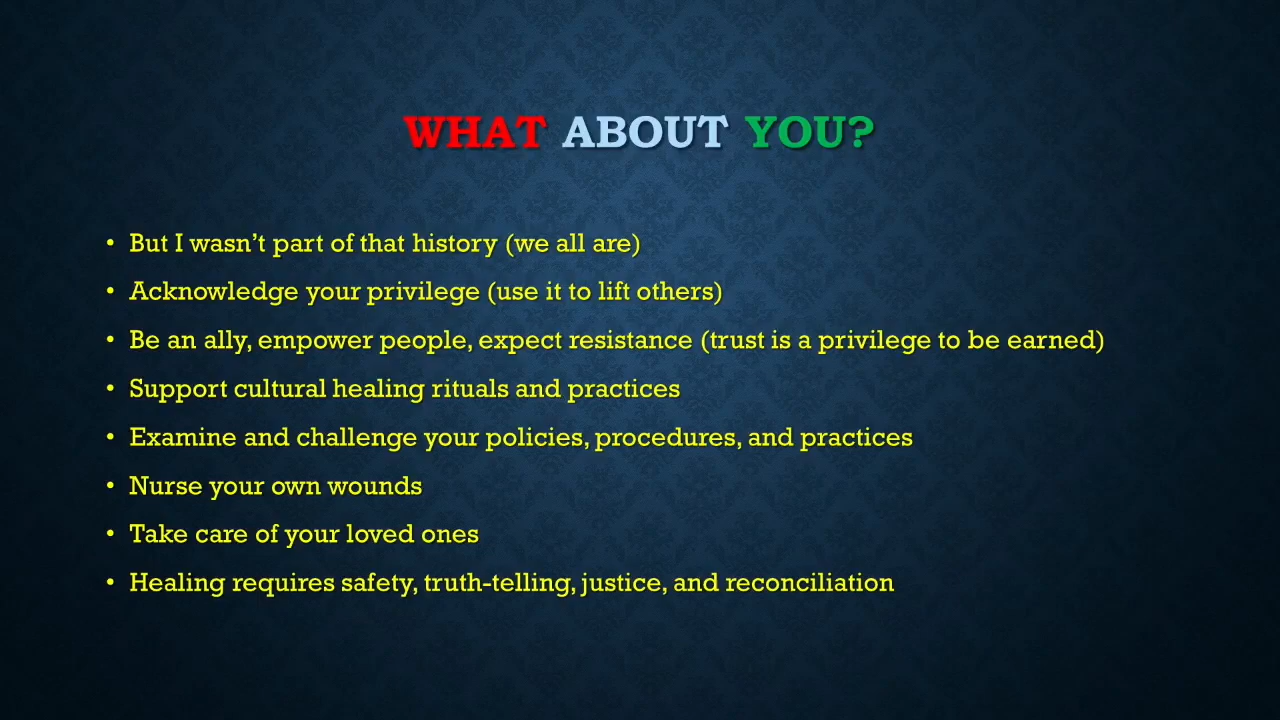 WHAT ABOUT YOU?
• But I wasn’t part of that history (we all are)
• Acknowledge your privilege (use it to lift others)
• Be an ally, empower people, expect resistance (trust is a privilege to be earned)
• Support cultural healing rituals and practices
• Examine and challenge your policies, procedures, and practices
• Nurse your own wounds
• Take care of your loved ones
• Healing requires safety, truth-telling, justice, and reconciliation